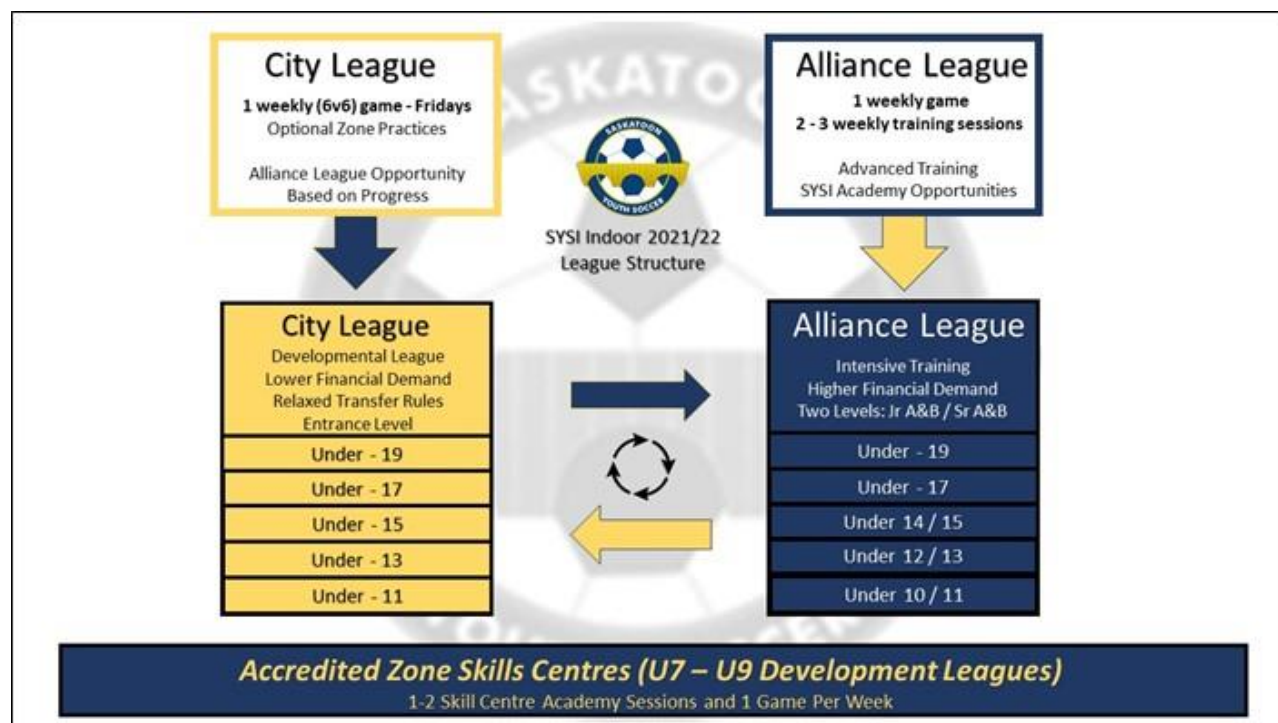 City League
1 weekly (6v6) game - Fridays
Optional Zone Practices
Alliance League Opportunity
Based on Progress
SASKATOON
YOUTH SOCCER
SYSI Indoor 2021/22
League Structure
Alliance League
1 weekly game
2 - 3 weekly training sessions
Advanced Training
SYSI Academy Opportunities
City League
Developmental League
Lower Financial Demand
Relaxed Transfer Rules
Entrance Level
Under - 19
Under - 17
Under - 15
Under - 13
Under - 11
Alliance League
Intensive Training
Higher Financial Demand
Two Levels: Jr A&B / Sr A&B
Under - 19
Under - 17
Under 14 / 15
Under 12 / 13
Under 10 / 11
Accredited Zone Skills Centres (U7 – U9 Development Leagues)
1-2 Skill Centre Academy Sessions and 1 Game Per Week